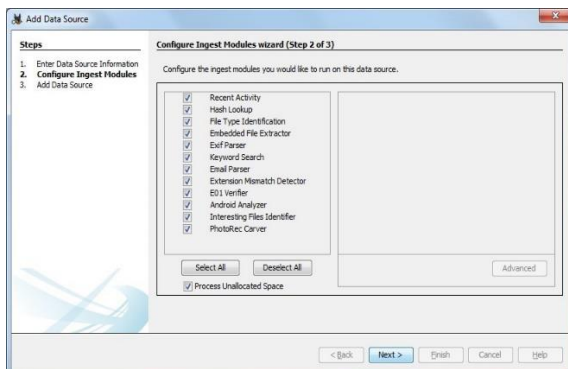 Add Data Source
Steps
1. Enter Data Source Information
2. Configure Ingest Modules
3. Add Data Source
Configure Ingest Modules wizard (Step 2 of 3)
Configure the ingest modules you would like to run on this data source.
Recent Activity
Hash Lookup
File Type Identification
Embedded File Extractor
Exif Parser
Keyword Search
Email Parser
Extension Mismatch Detector
E01 Verifier
Android Analyzer
Interesting Files Identifier
PhotoRec Carver
Select All
Deselect All
Advanced
Process Unallocated Space
< Back
Next >
Finish
Cancel
Help